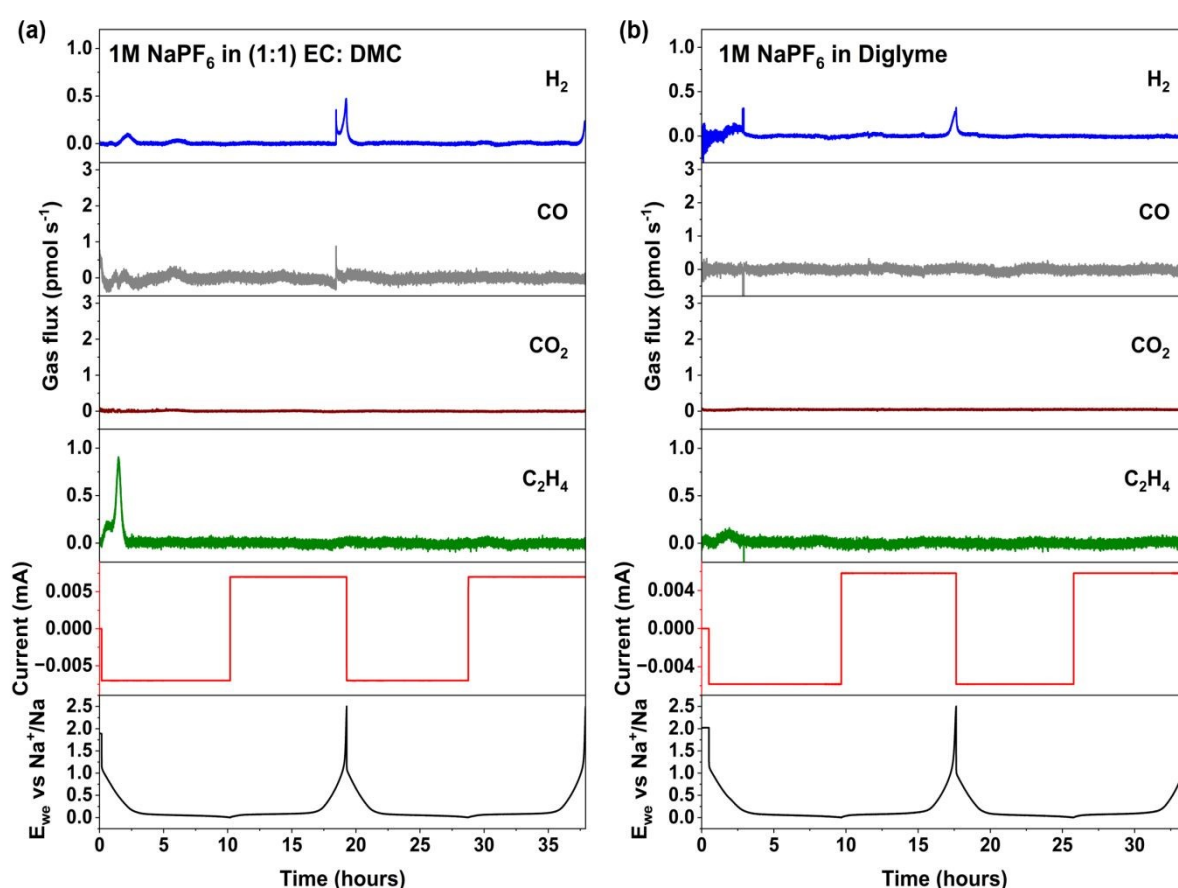 (a)
1M NaPF₆ in (1:1) EC: DMC
H₂
1.0
0.5
0.0
CO
3
2
1
0
CO₂
3
2
1
0
Gas flux (pmol s⁻¹)
C₂H₄
1.0
0.5
0.0
Current (mA)
0.005
0.000
−0.005
E_we vs Na⁺/Na
2.5
2.0
1.5
1.0
0.5
0.0
0 5 10 15 20 25 30 35
Time (hours)
(b)
1M NaPF₆ in Diglyme
H₂
1.0
0.5
0.0
CO
3
2
1
0
CO₂
3
2
1
0
Gas flux (pmol s⁻¹)
C₂H₄
1.0
0.5
0.0
Current (mA)
0.004
0.000
−0.004
E_we vs Na⁺/Na
2.5
2.0
1.5
1.0
0.5
0.0
0 5 10 15 20 25 30
Time (hours)